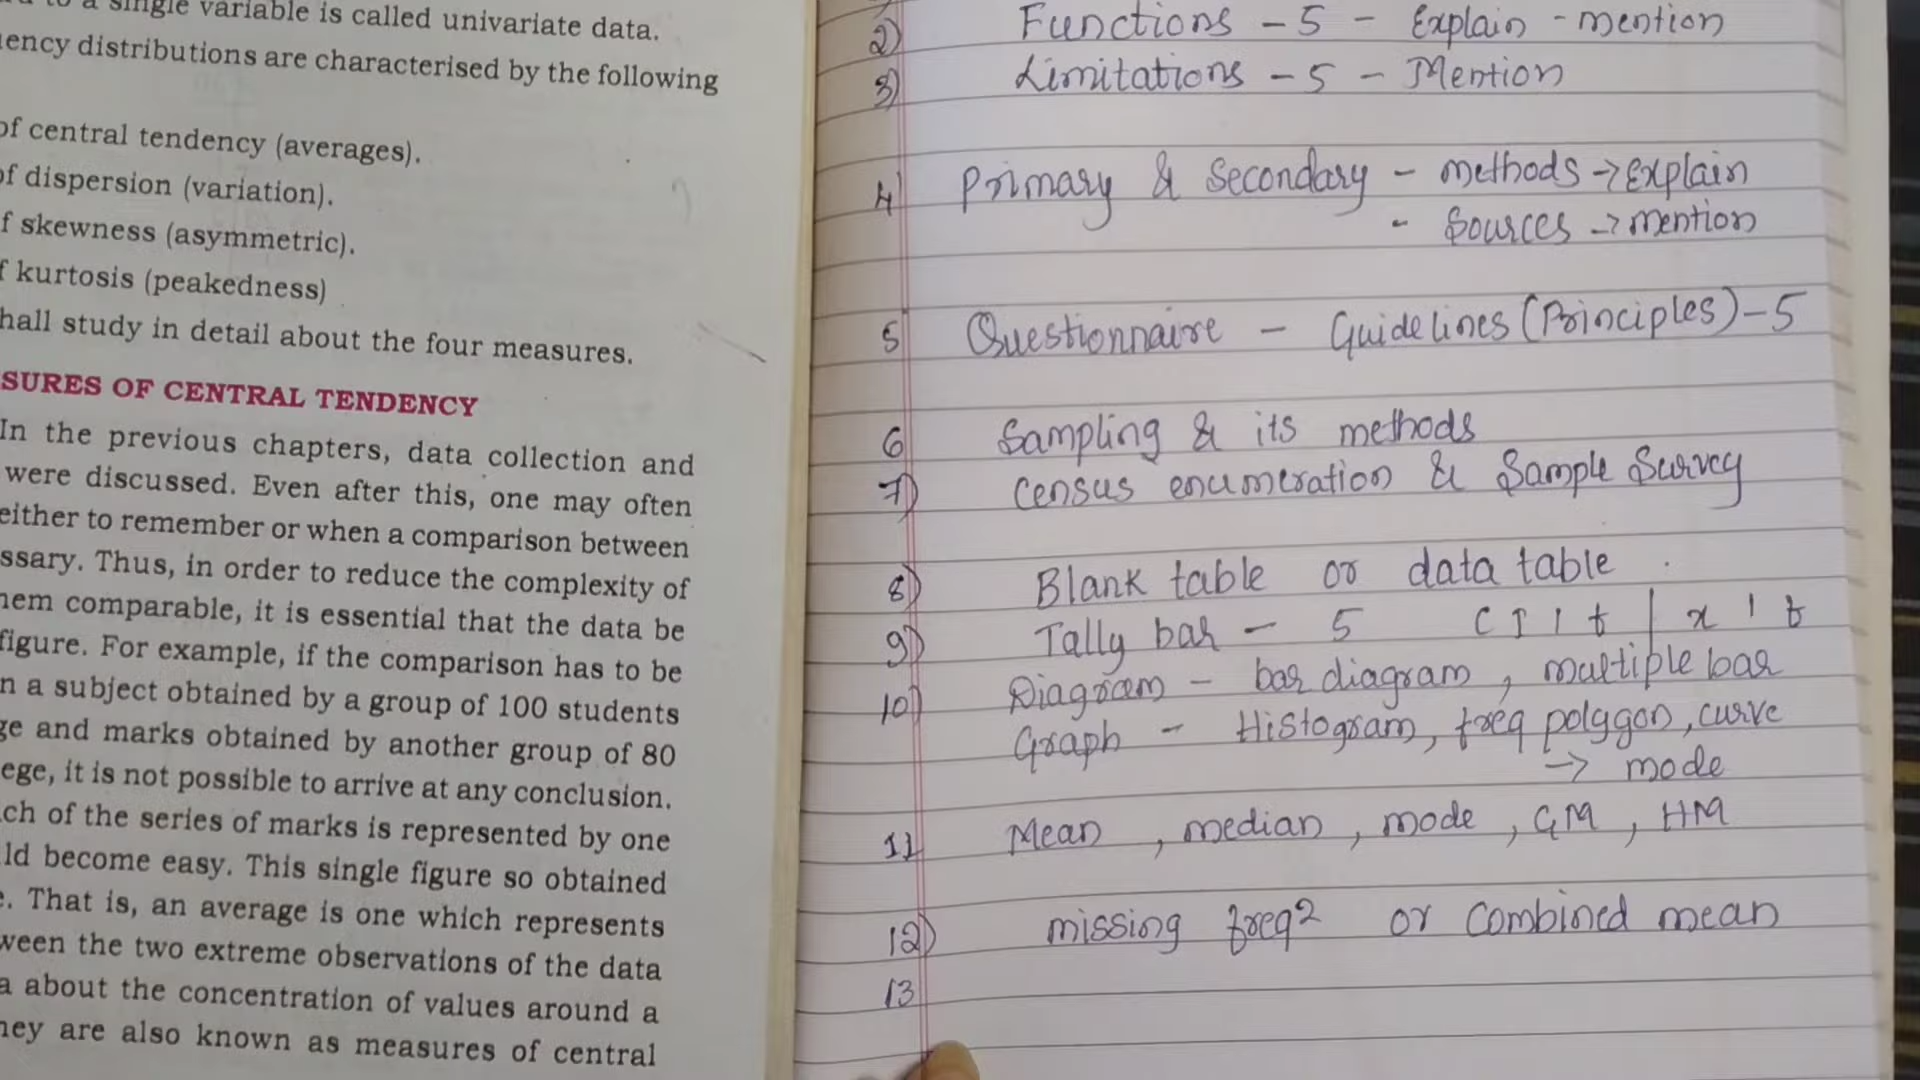 a single variable is called univariate data.
ency distributions are characterised by the following
of central tendency (averages).
of dispersion (variation).
f skewness (asymmetric).
f kurtosis (peakedness)
hall study in detail about the four measures.
SURES OF CENTRAL TENDENCY
In the previous chapters, data collection and
were discussed. Even after this, one may often
either to remember or when a comparison between
ssary. Thus, in order to reduce the complexity of
hem comparable, it is essential that the data be
figure. For example, if the comparison has to be
n a subject obtained by a group of 100 students
ge and marks obtained by another group of 80
ege, it is not possible to arrive at any conclusion.
ch of the series of marks is represented by one
ld become easy. This single figure so obtained
e. That is, an average is one which represents
ween the two extreme observations of the data
a about the concentration of values around a
hey are also known as measures of central
2) Functions - 5 - Explain - mention
3) Limitations - 5 - Mention
4 Primary & Secondary - methods → Explain
- Sources → mention
5 Questionnaire - Guidelines (Principles) - 5
6 Sampling & its methods
7) Census enumeration & Sample Survey
8) Blank table or data table
9) Tally bar - 5 CI | f | x | f
10) Diagram - bar diagram, multiple bar
Graph - Histogram, freq polygon, curve
→ mode
11 Mean, median, mode, GM, HM
12) missing freq² or Combined mean
13